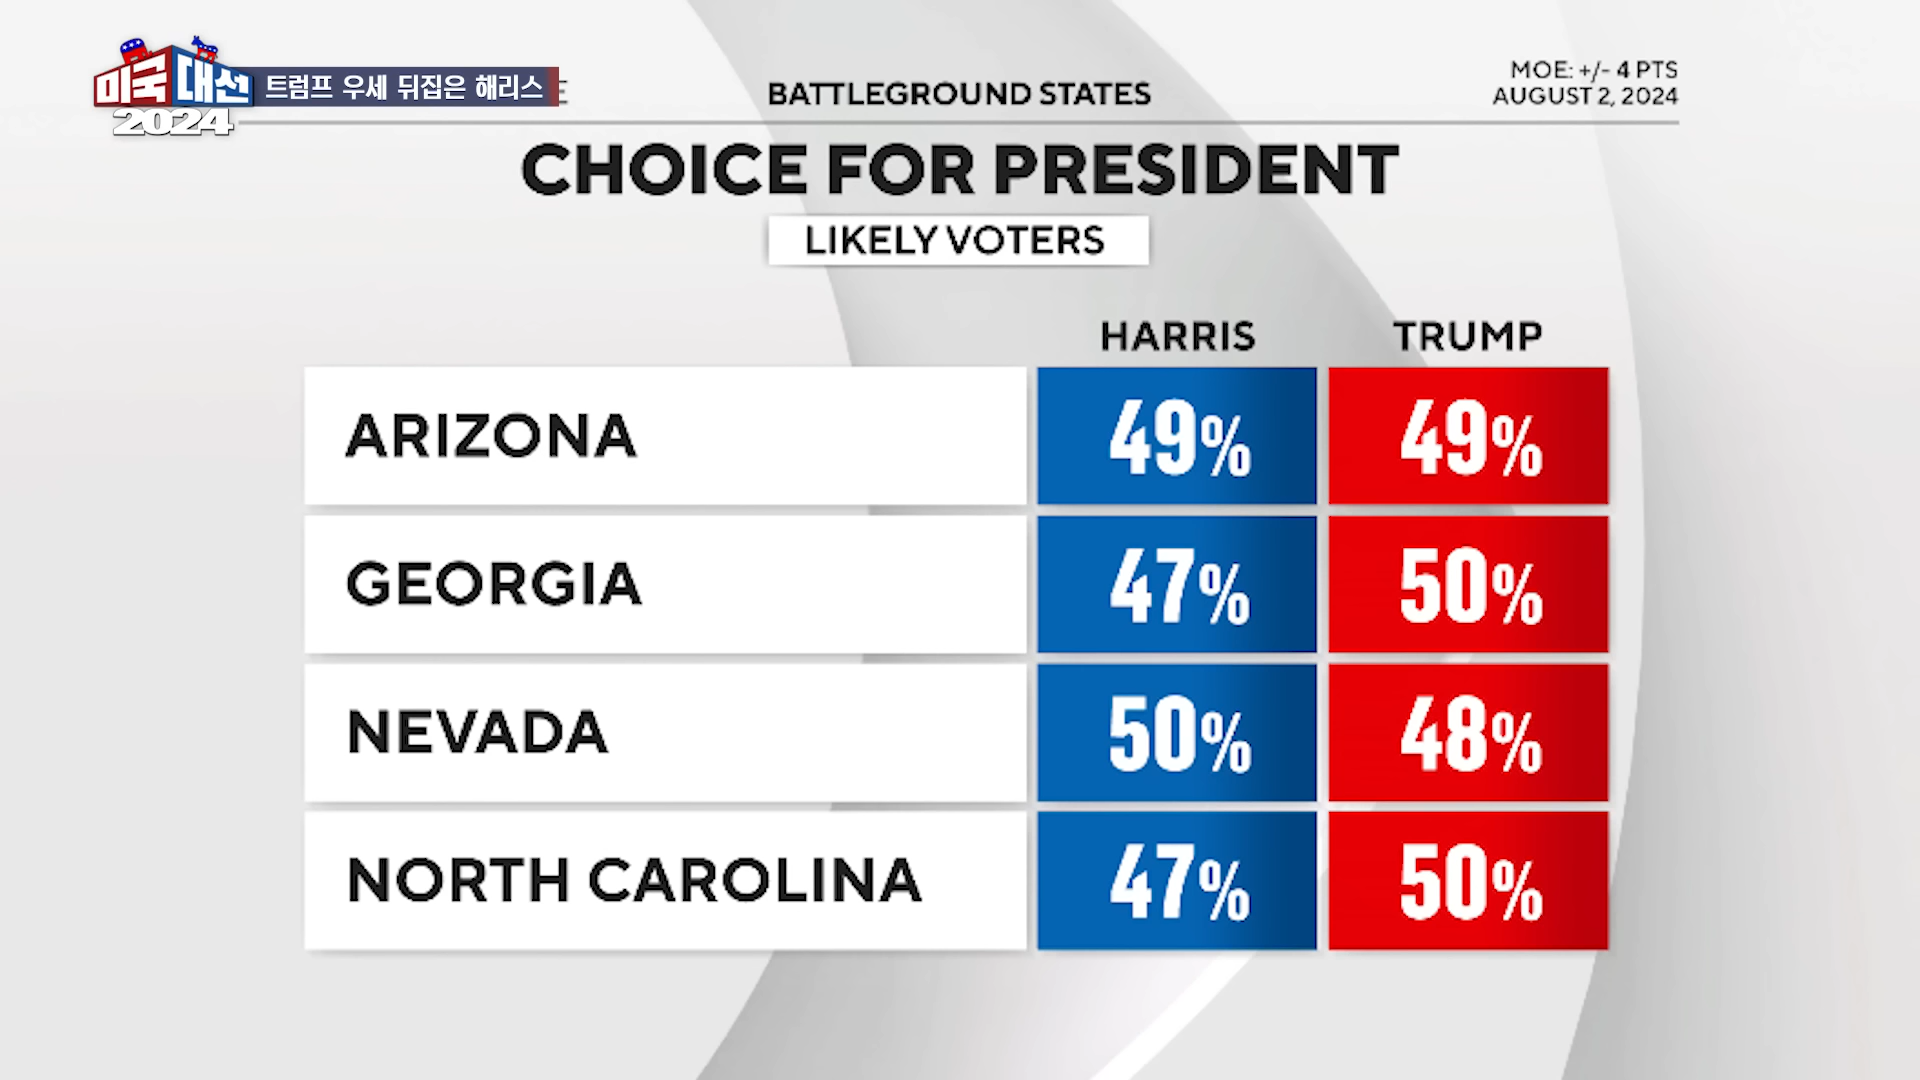 미국 대선
2024
트럼프 우세 뒤집은 해리스
BATTLEGROUND STATES
MOE: +/- 4 PTS
AUGUST 2, 2024
CHOICE FOR PRESIDENT
LIKELY VOTERS
HARRIS TRUMP
ARIZONA 49% 49%
GEORGIA 47% 50%
NEVADA 50% 48%
NORTH CAROLINA 47% 50%